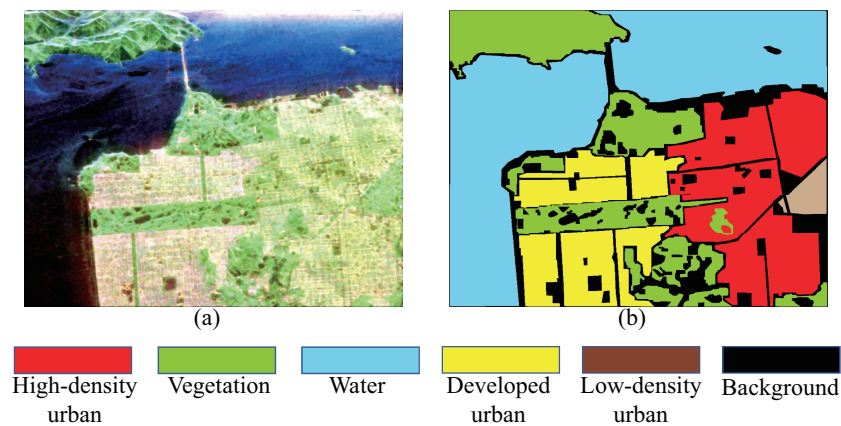 (a)
(b)
High-density
urban
Vegetation
Water
Developed
urban
Low-density
urban
Background